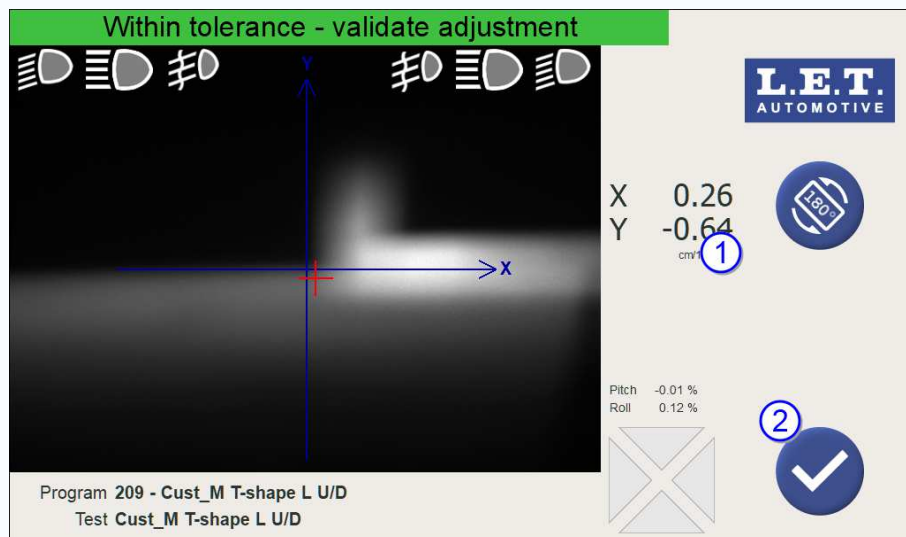 Within tolerance - validate adjustment
Y
X
L.E.T.
AUTOMOTIVE
X 0.26
Y -0.64
1
180°
Pitch -0.01 %
Roll 0.12 %
2
Program 209 - Cust_M T-shape L U/D
Test Cust_M T-shape L U/D